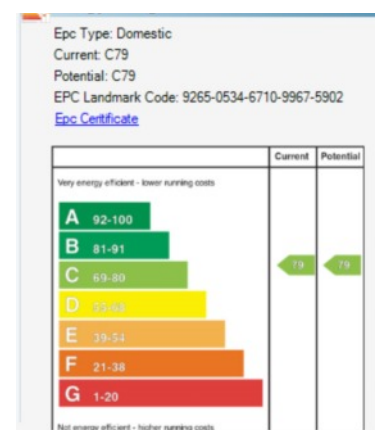 Epc Type: Domestic
Current: C79
Potential: C79
EPC Landmark Code: 9265-0534-6710-9967-5902
Epc Certificate
Current Potential
Very energy efficient - lower running costs
A 92-100
B 81-91
C 69-80
79 79
D 55-68
E 39-54
F 21-38
G 1-20
Not energy efficient - higher running costs